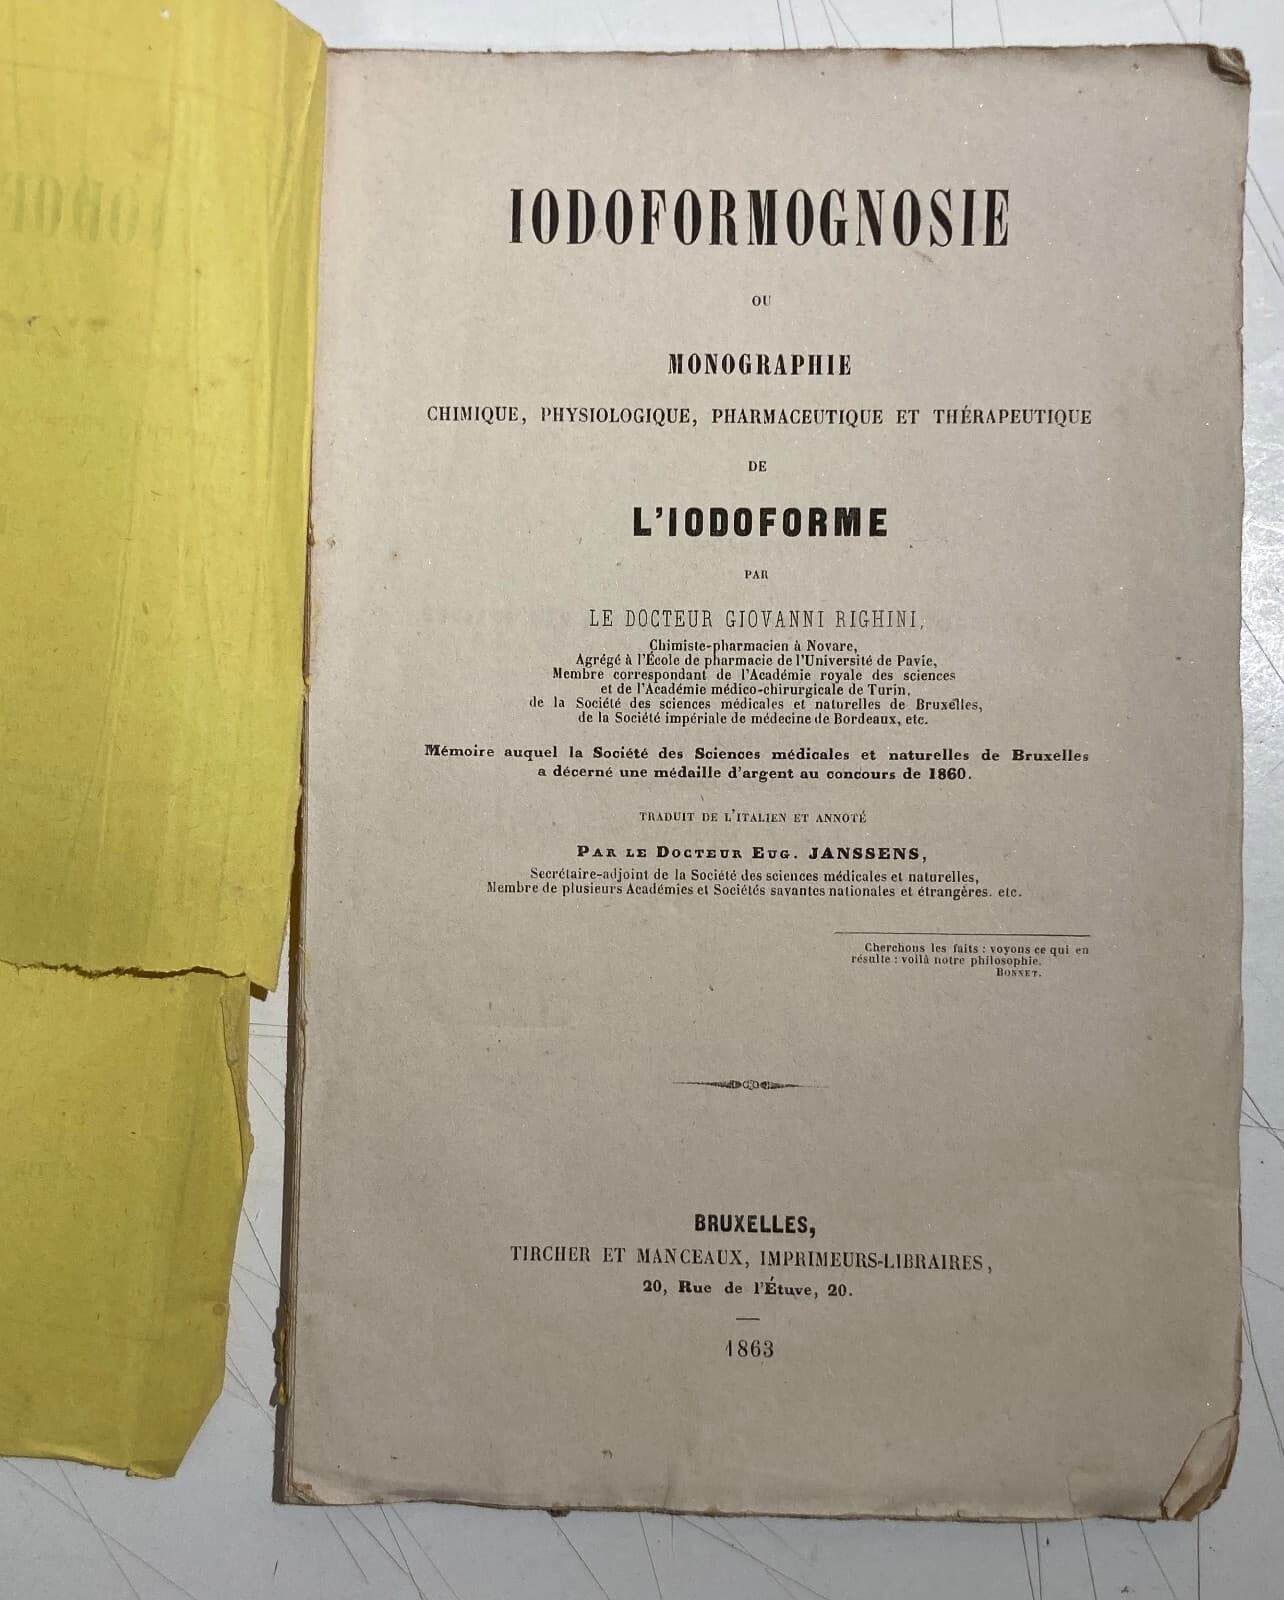 IODOFORMOGNOSIE
OU
MONOGRAPHIE
CHIMIQUE, PHYSIOLOGIQUE, PHARMACEUTIQUE ET THÉRAPEUTIQUE
DE
L'IODOFORME
PAR
LE DOCTEUR GIOVANNI RIGHINI,
Chimiste-pharmacien à Novare,
Agrégé à l'École de pharmacie de l'Université de Pavie,
Membre correspondant de l'Académie royale des sciences
et de l'Académie médico-chirurgicale de Turin,
de la Société des sciences médicales et naturelles de Bruxelles,
de la Société impériale de médecine de Bordeaux, etc.
Mémoire auquel la Société des Sciences médicales et naturelles de Bruxelles
a décerné une médaille d'argent au concours de 1860.
TRADUIT DE L'ITALIEN ET ANNOTÉ
PAR LE DOCTEUR EUG. JANSSENS,
Secrétaire-adjoint de la Société des sciences médicales et naturelles,
Membre de plusieurs Académies et Sociétés savantes nationales et étrangères. etc.
Cherchons les faits : voyons ce qui en
résulte : voilà notre philosophie.
BONNET.
BRUXELLES,
TIRCHER ET MANCEAUX, IMPRIMEURS-LIBRAIRES,
20, Rue de l'Étuve, 20.
1863